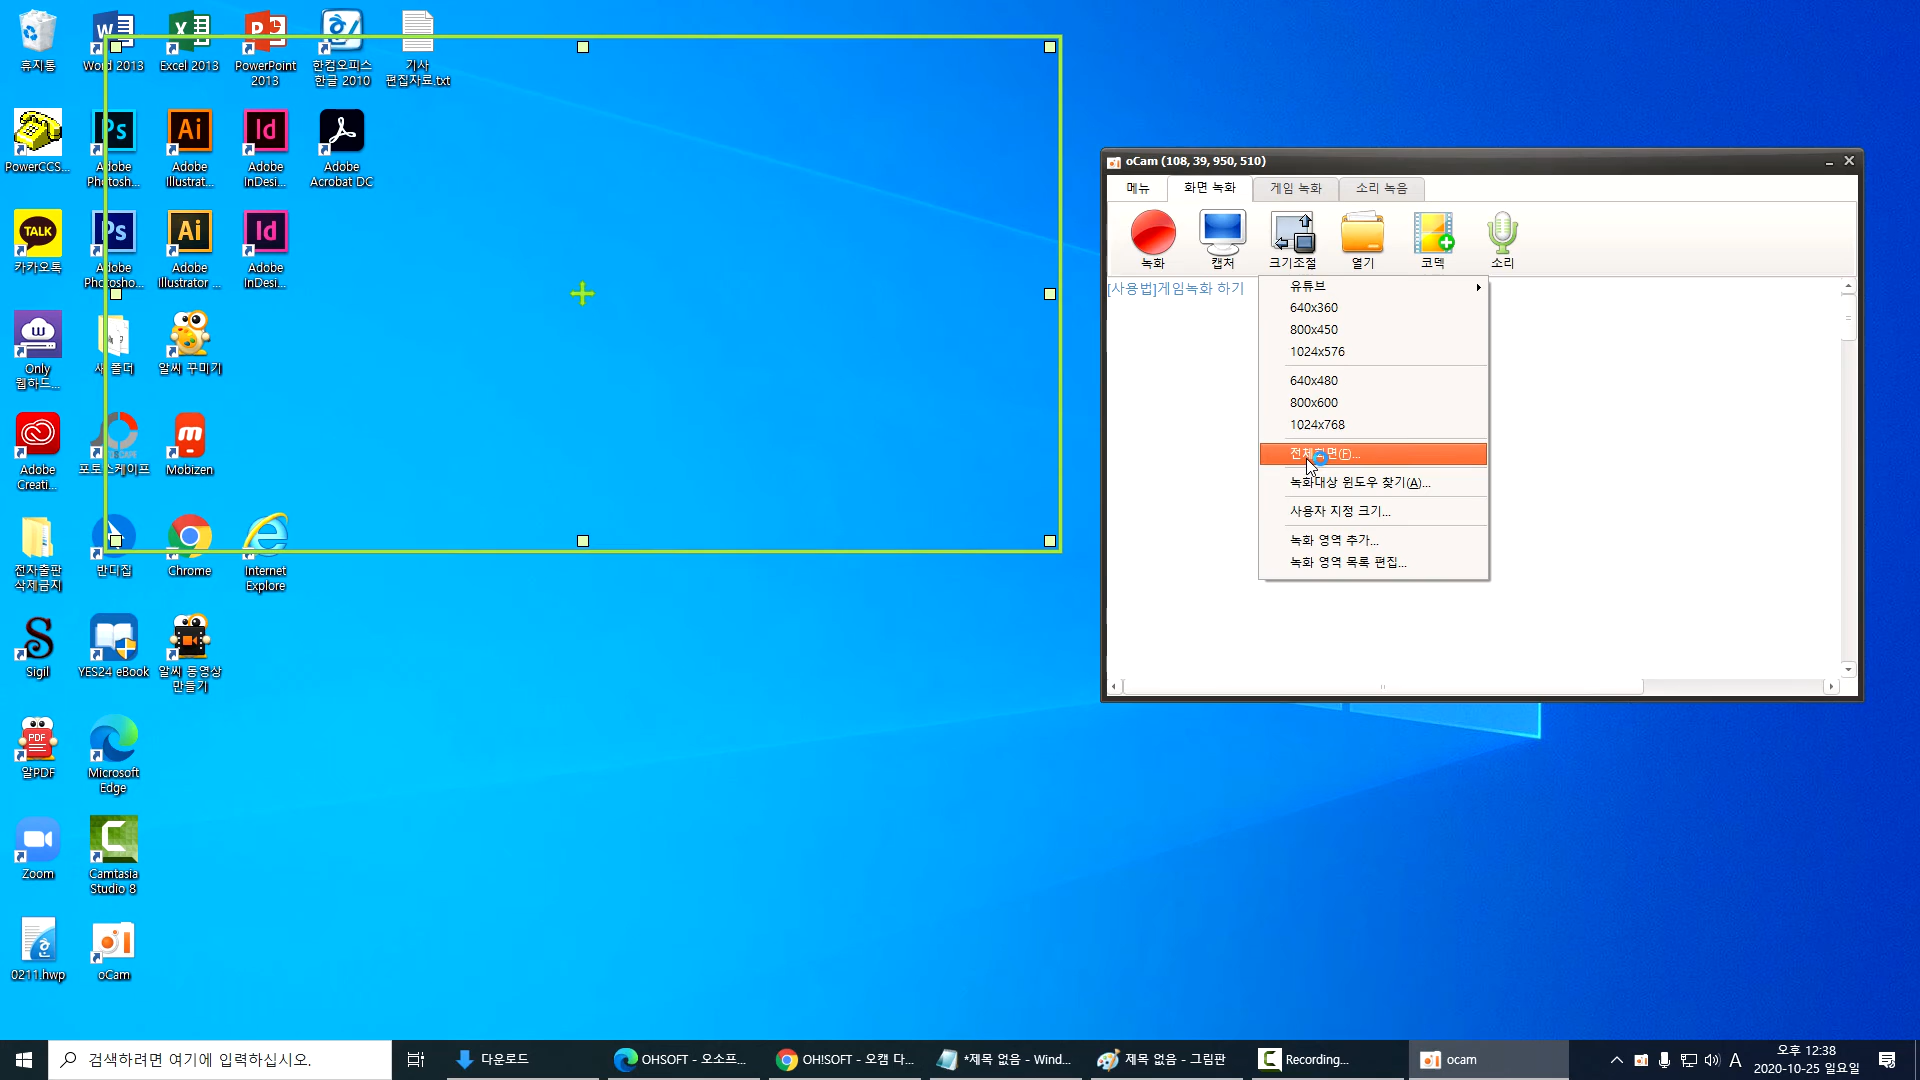 휴지통
Word 2013
Excel 2013
PowerPoint
2013
한컴오피스
한글 2010
기사
편집자료.txt
PowerCCS...
Adobe
Photosh...
Adobe
Illustrat...
Adobe
InDesi...
Adobe
Acrobat DC
TALK
카카오톡
Adobe
Photosho...
Adobe
Illustrator ...
Adobe
InDesi...
Only
웹하드...
새 폴더
알씨 꾸미기
Adobe
Creati...
포토스케이프
Mobizen
전자출판
삭제금지
반디집
Chrome
Internet
Explore
Sigil
YES24 eBook
알씨 동영상
만들기
PDF
알PDF
Microsoft
Edge
Zoom
Camtasia
Studio 8
0211.hwp
oCam
oCam (108, 39, 950, 510)
메뉴
화면 녹화
게임 녹화
소리 녹음
녹화
캡처
크기조절
열기
코덱
소리
[사용법]게임녹화 하기
유튜브
640x360
800x450
1024x576
640x480
800x600
1024x768
전체화면(F)...
녹화대상 윈도우 찾기(A)...
사용자 지정 크기...
녹화 영역 추가...
녹화 영역 목록 편집...
검색하려면 여기에 입력하십시오.
다운로드
OHSOFT - 오소프...
OH!SOFT - 오캠 다...
*제목 없음 - Wind...
제목 없음 - 그림판
Recording...
ocam
A
오후 12:38
2020-10-25 일요일